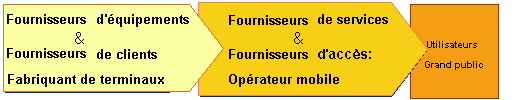 Fournisseurs d'équipements
&
Fournisseurs de clients
Fabriquant de terminaux
Fournisseurs de services
&
Fournisseurs d'accès:
Opérateur mobile
Utilisateurs
Grand public